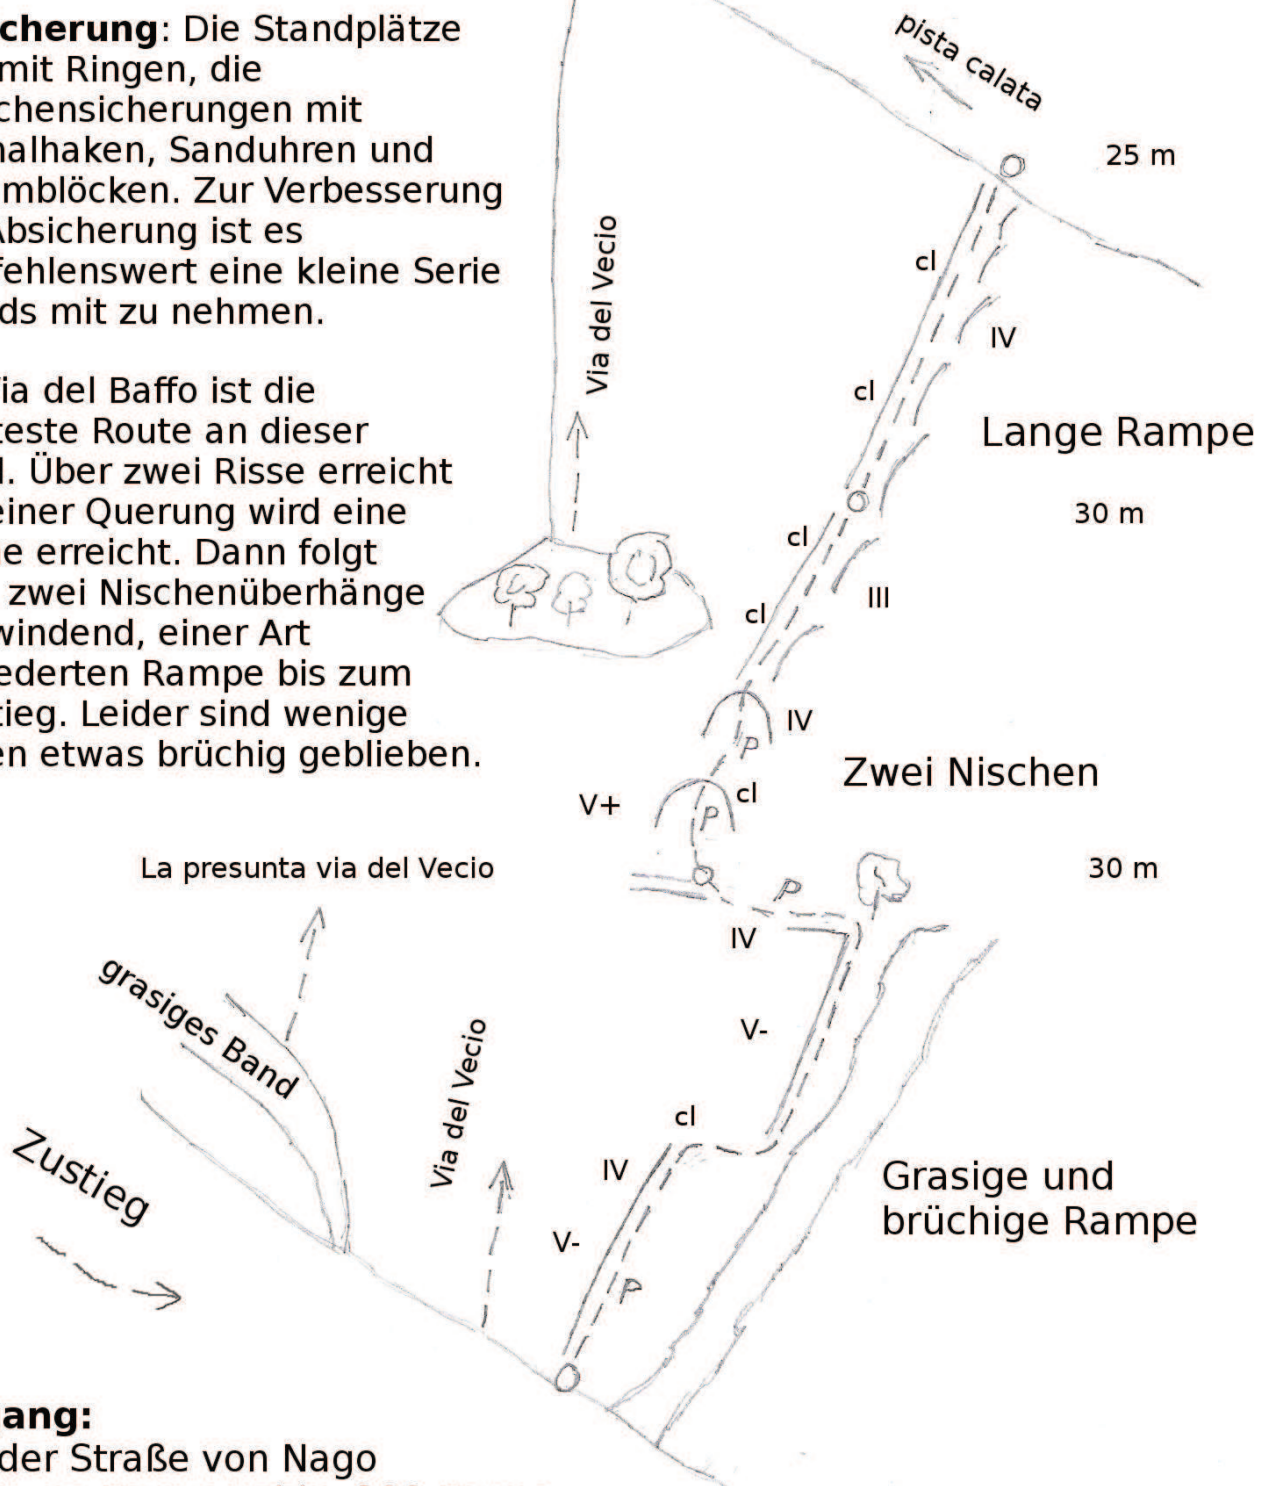 cherung: Die Standplätze
mit Ringen, die
chensicherungen mit
nalhaken, Sanduhren und
mblöcken. Zur Verbesserung
Absicherung ist es
fehlenswert eine kleine Serie
ds mit zu nehmen.
ia del Baffo ist die
teste Route an dieser
l. Über zwei Risse erreicht
einer Querung wird eine
e erreicht. Dann folgt
zwei Nischenüberhänge
windend, einer Art
ederten Rampe bis zum
tieg. Leider sind wenige
en etwas brüchig geblieben.
pista calata
25 m
cl
Via del Vecio
IV
cl
Lange Rampe
30 m
cl
III
cl
IV
P
Zwei Nischen
cl
V+
P
La presunta via del Vecio
30 m
P
IV
grasiges Band
V-
Via del Vecio
cl
Zustieg
IV
Grasige und
brüchige Rampe
V-
P
ang:
der Straße von Nago